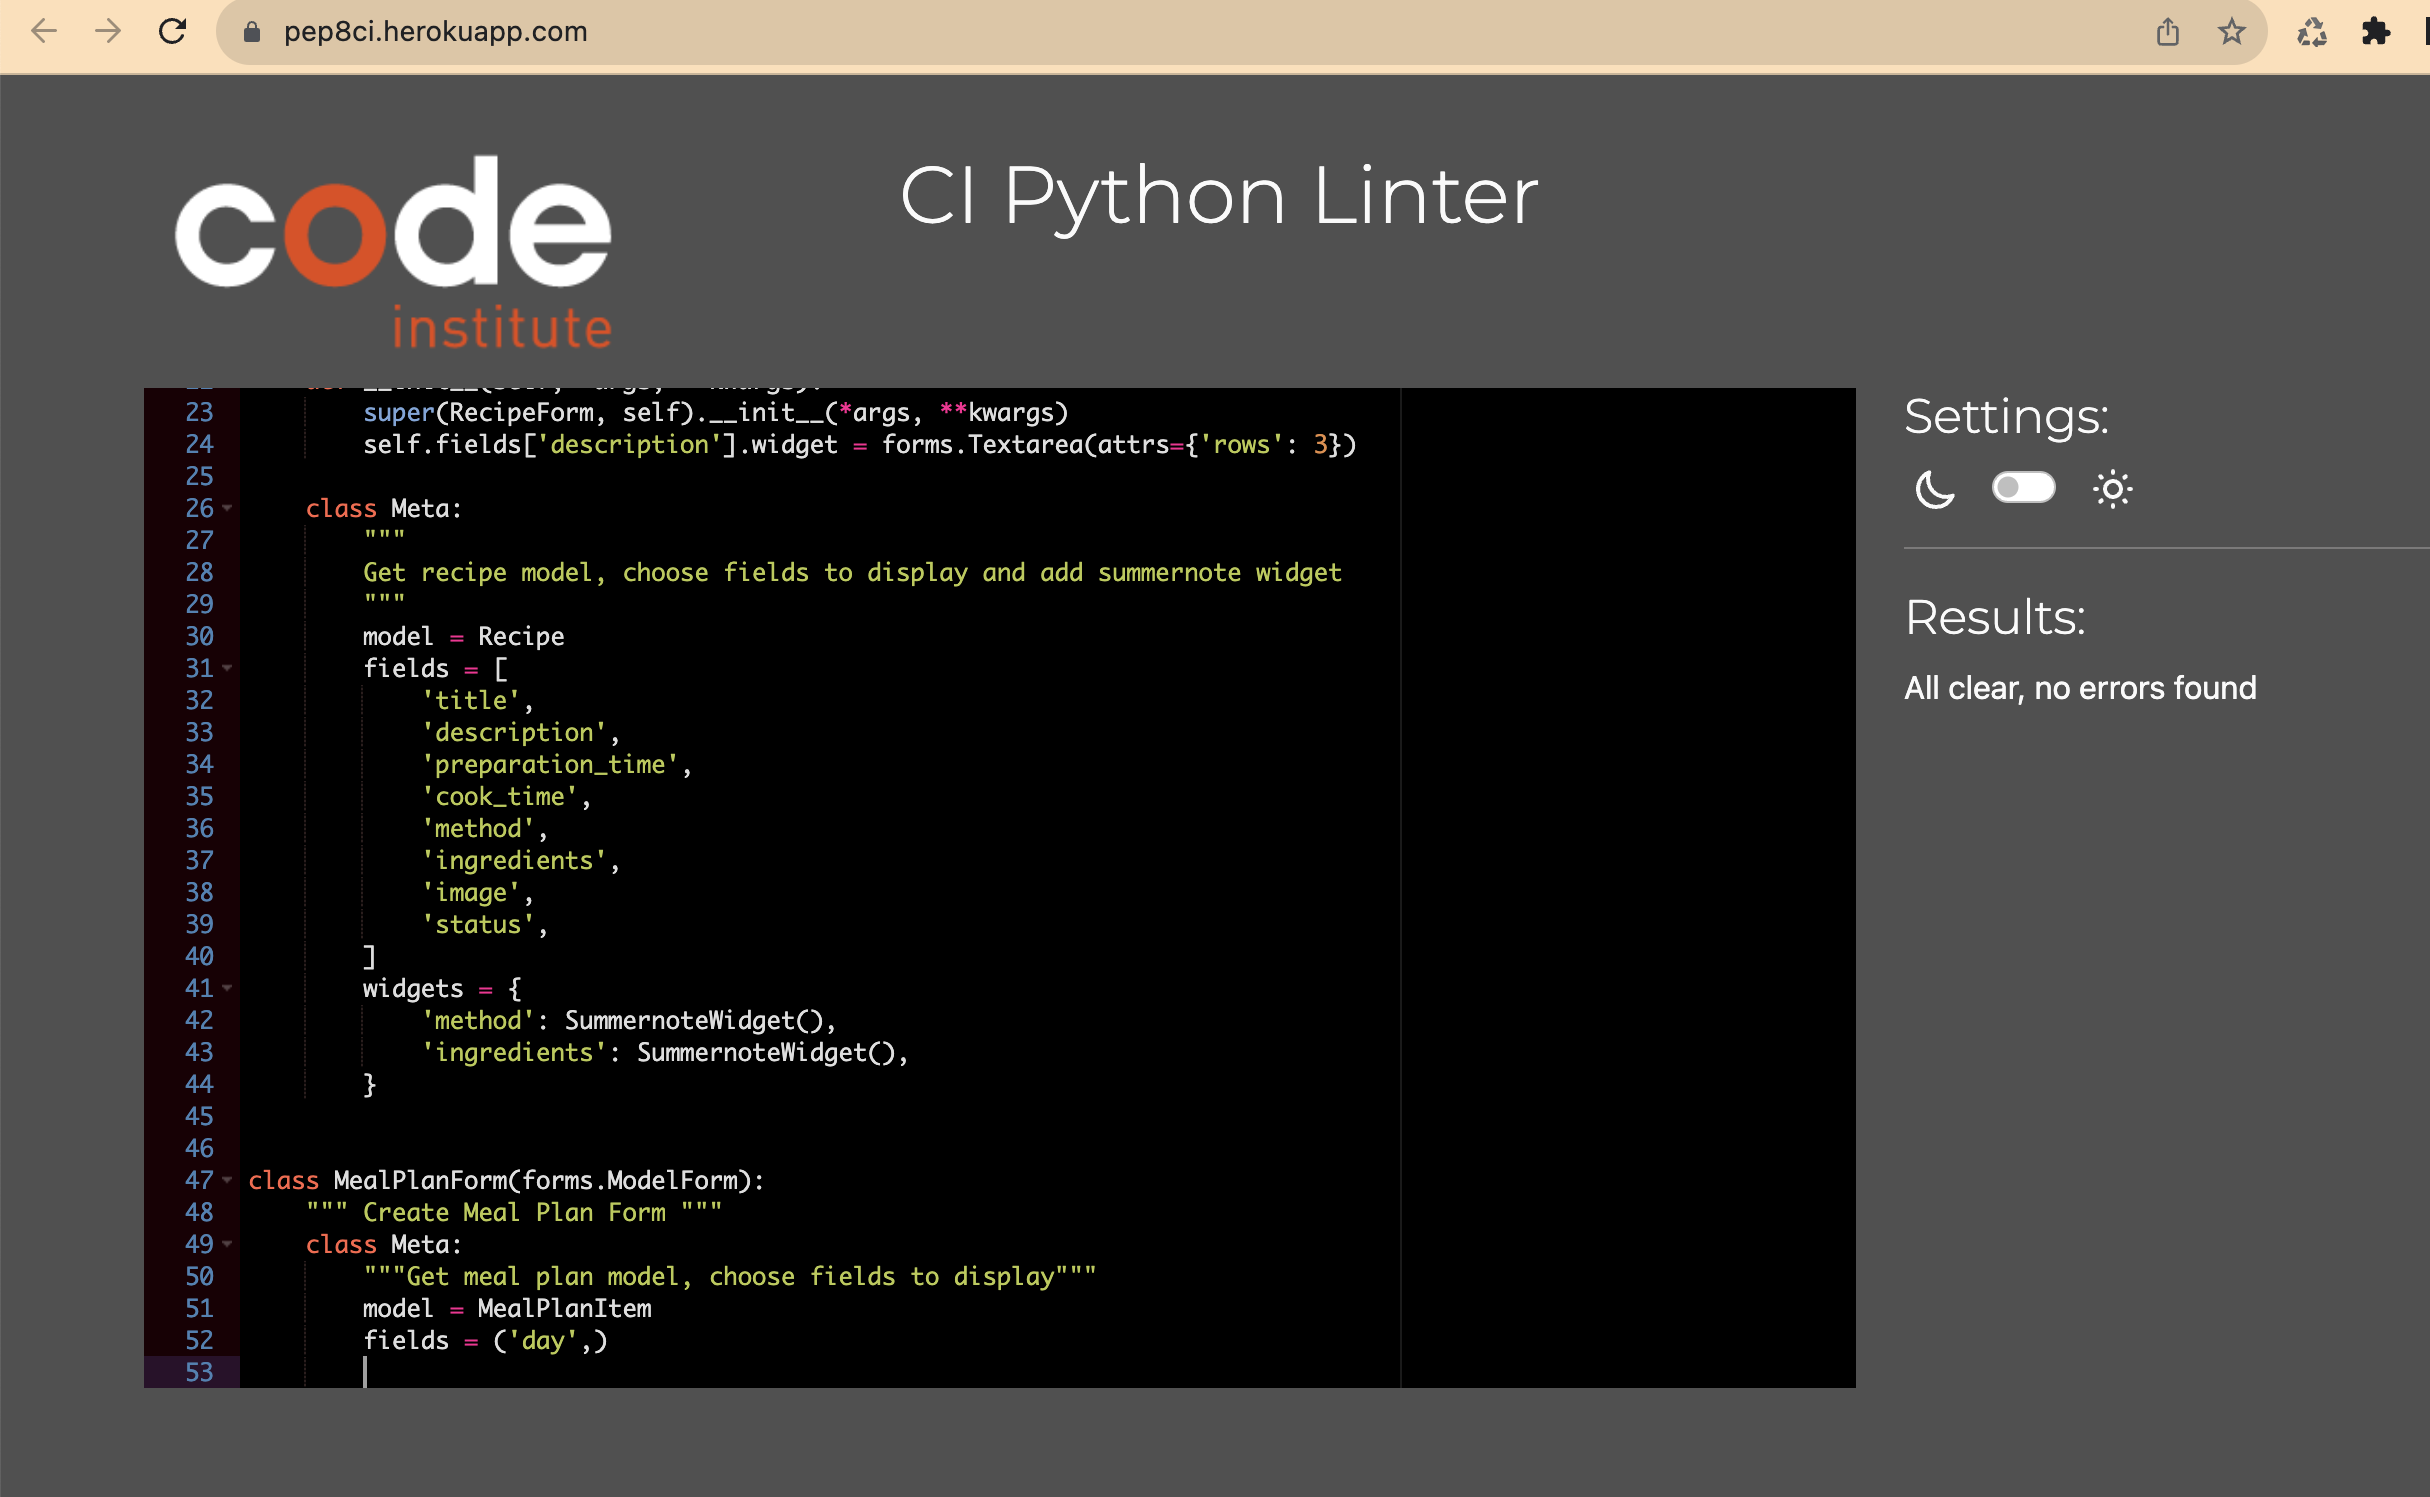 pep8ci.herokuapp.com
code
institute
CI Python Linter
23 super(RecipeForm, self).__init__(*args, **kwargs)
24 self.fields['description'].widget = forms.Textarea(attrs={'rows': 3})
25
26 class Meta:
27 """
28 Get recipe model, choose fields to display and add summernote widget
29 """
30 model = Recipe
31 fields = [
32 'title',
33 'description',
34 'preparation_time',
35 'cook_time',
36 'method',
37 'ingredients',
38 'image',
39 'status',
40 ]
41 widgets = {
42 'method': SummernoteWidget(),
43 'ingredients': SummernoteWidget(),
44 }
45
46
47 class MealPlanForm(forms.ModelForm):
48 """ Create Meal Plan Form """
49 class Meta:
50 """Get meal plan model, choose fields to display"""
51 model = MealPlanItem
52 fields = ('day',)
53
Settings:
Results:
All clear, no errors found